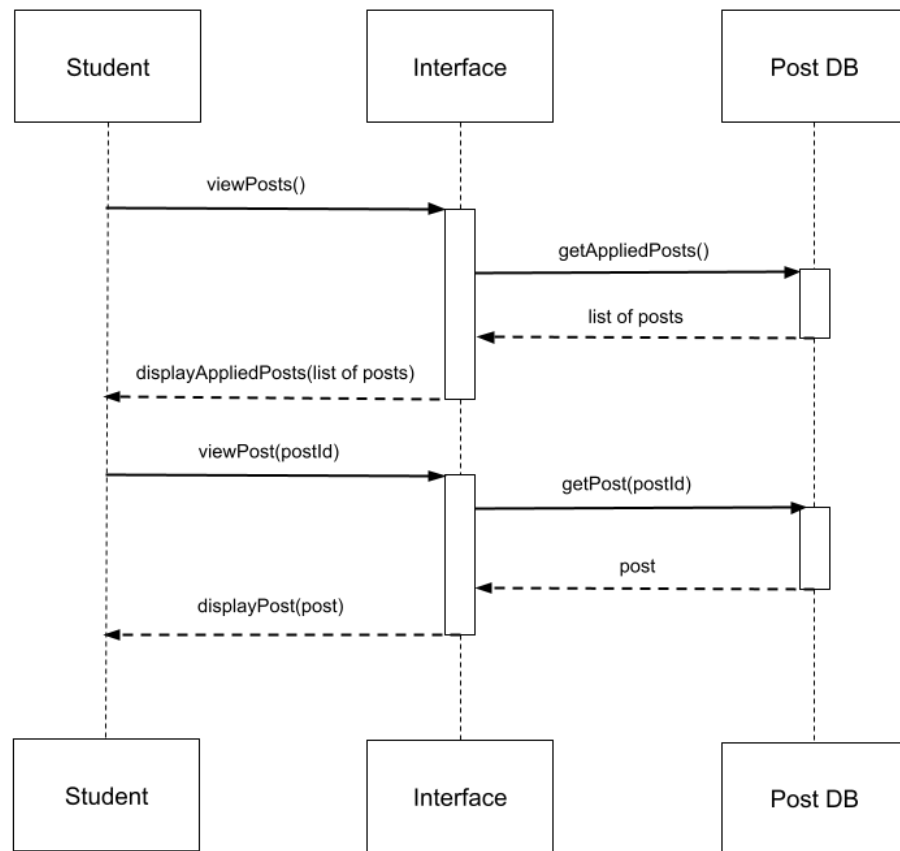 Student
Interface
Post DB
viewPosts()
getAppliedPosts()
list of posts
displayAppliedPosts(list of posts)
viewPost(postId)
getPost(postId)
post
displayPost(post)
Student
Interface
Post DB